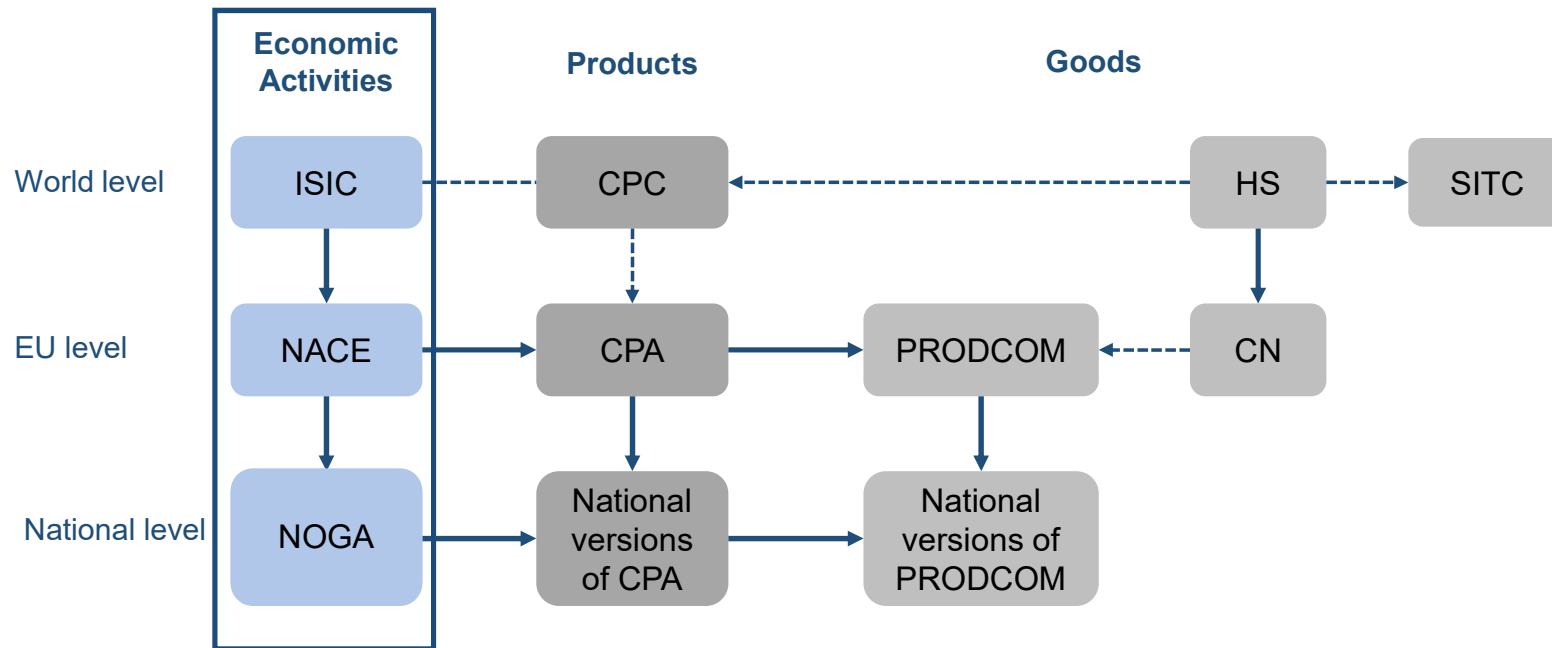 Economic
Activities
Products
Goods
World level
ISIC
CPC
HS
SITC
EU level
NACE
CPA
PRODCOM
CN
National level
NOGA
National
versions
of CPA
National
versions of
PRODCOM